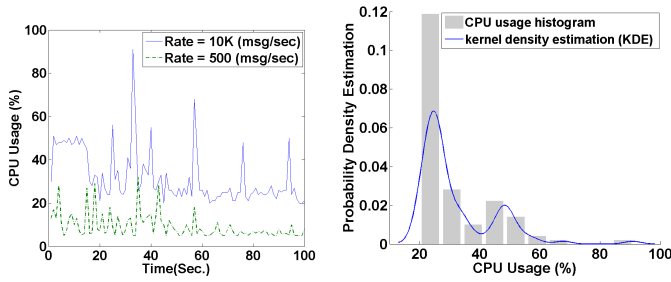 100
80
60
40
20
0
CPU Usage (%)
Rate = 10K (msg/sec)
Rate = 500 (msg/sec)
0 20 40 60 80 100
Time(Sec.)
0.12
0.1
0.08
0.06
0.04
0.02
0
Probability Density Estimation
CPU usage histogram
kernel density estimation (KDE)
20 40 60 80 100
CPU Usage (%)